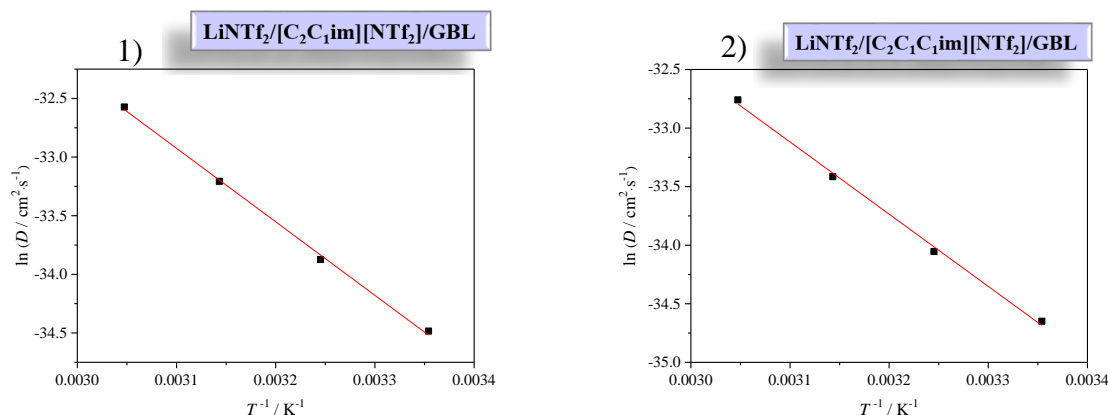 LiNTf₂/[C₂C₁im][NTf₂]/GBL
1)
-32.5
-33.0
-33.5
-34.0
-34.5
ln (D / cm²·s⁻¹)
0.0030 0.0031 0.0032 0.0033 0.0034
T ⁻¹ / K⁻¹
LiNTf₂/[C₂C₁C₁im][NTf₂]/GBL
2)
-32.5
-33.0
-33.5
-34.0
-34.5
-35.0
ln (D / cm²·s⁻¹)
0.0030 0.0031 0.0032 0.0033 0.0034
T ⁻¹ / K⁻¹